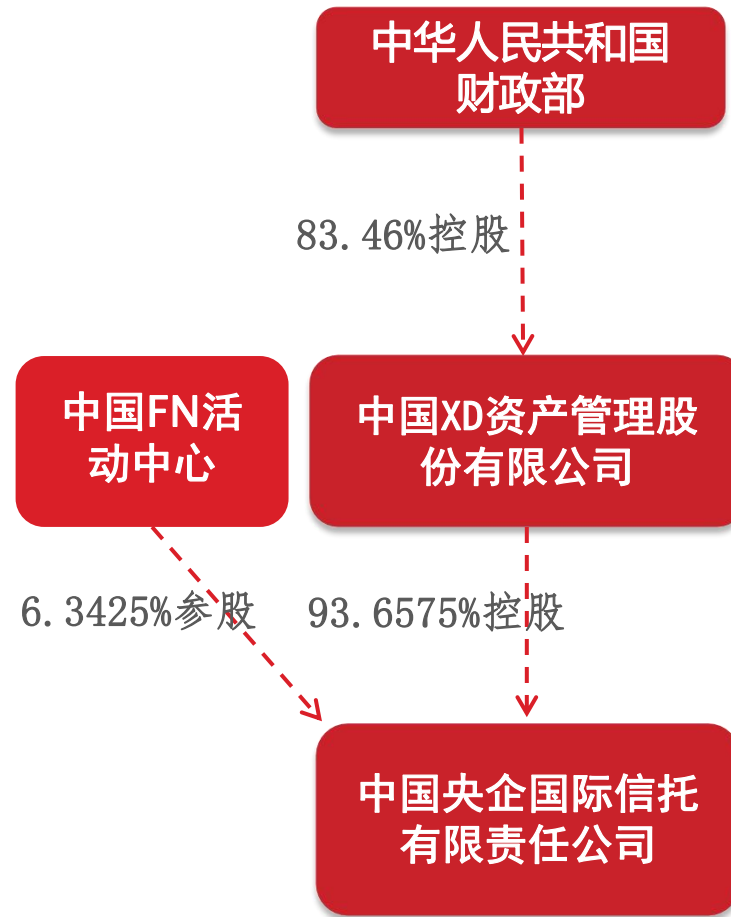 中华人民共和国
财政部
83.46%控股
中国FN活
动中心
中国XD资产管理股
份有限公司
6.3425%参股
93.6575%控股
中国央企国际信托
有限责任公司